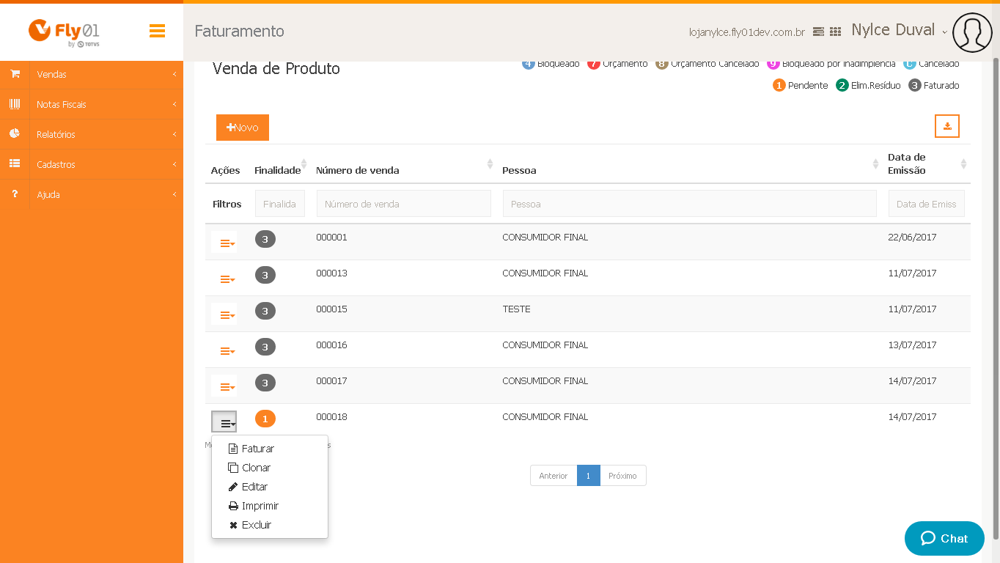 Fly01
by TOTVS
Faturamento
lojanylce.fly01dev.com.br
Nylce Duval
Vendas
Notas Fiscais
Relatórios
Cadastros
Ajuda
Venda de Produto
4 Bloqueado 7 Orçamento 8 Orçamento Cancelado 9 Bloqueado por Inadimplência C Cancelado
1 Pendente 2 Elim.Resíduo 3 Faturado
Novo
Ações Finalidade Número de venda Pessoa Data de Emissão
Filtros Finalida Número de venda Pessoa Data de Emiss
3 000001 CONSUMIDOR FINAL 22/06/2017
3 000013 CONSUMIDOR FINAL 11/07/2017
3 000015 TESTE 11/07/2017
3 000016 CONSUMIDOR FINAL 13/07/2017
3 000017 CONSUMIDOR FINAL 14/07/2017
1 000018 CONSUMIDOR FINAL 14/07/2017
Faturar
Clonar
Editar
Imprimir
Excluir
Anterior 1 Próximo
Chat